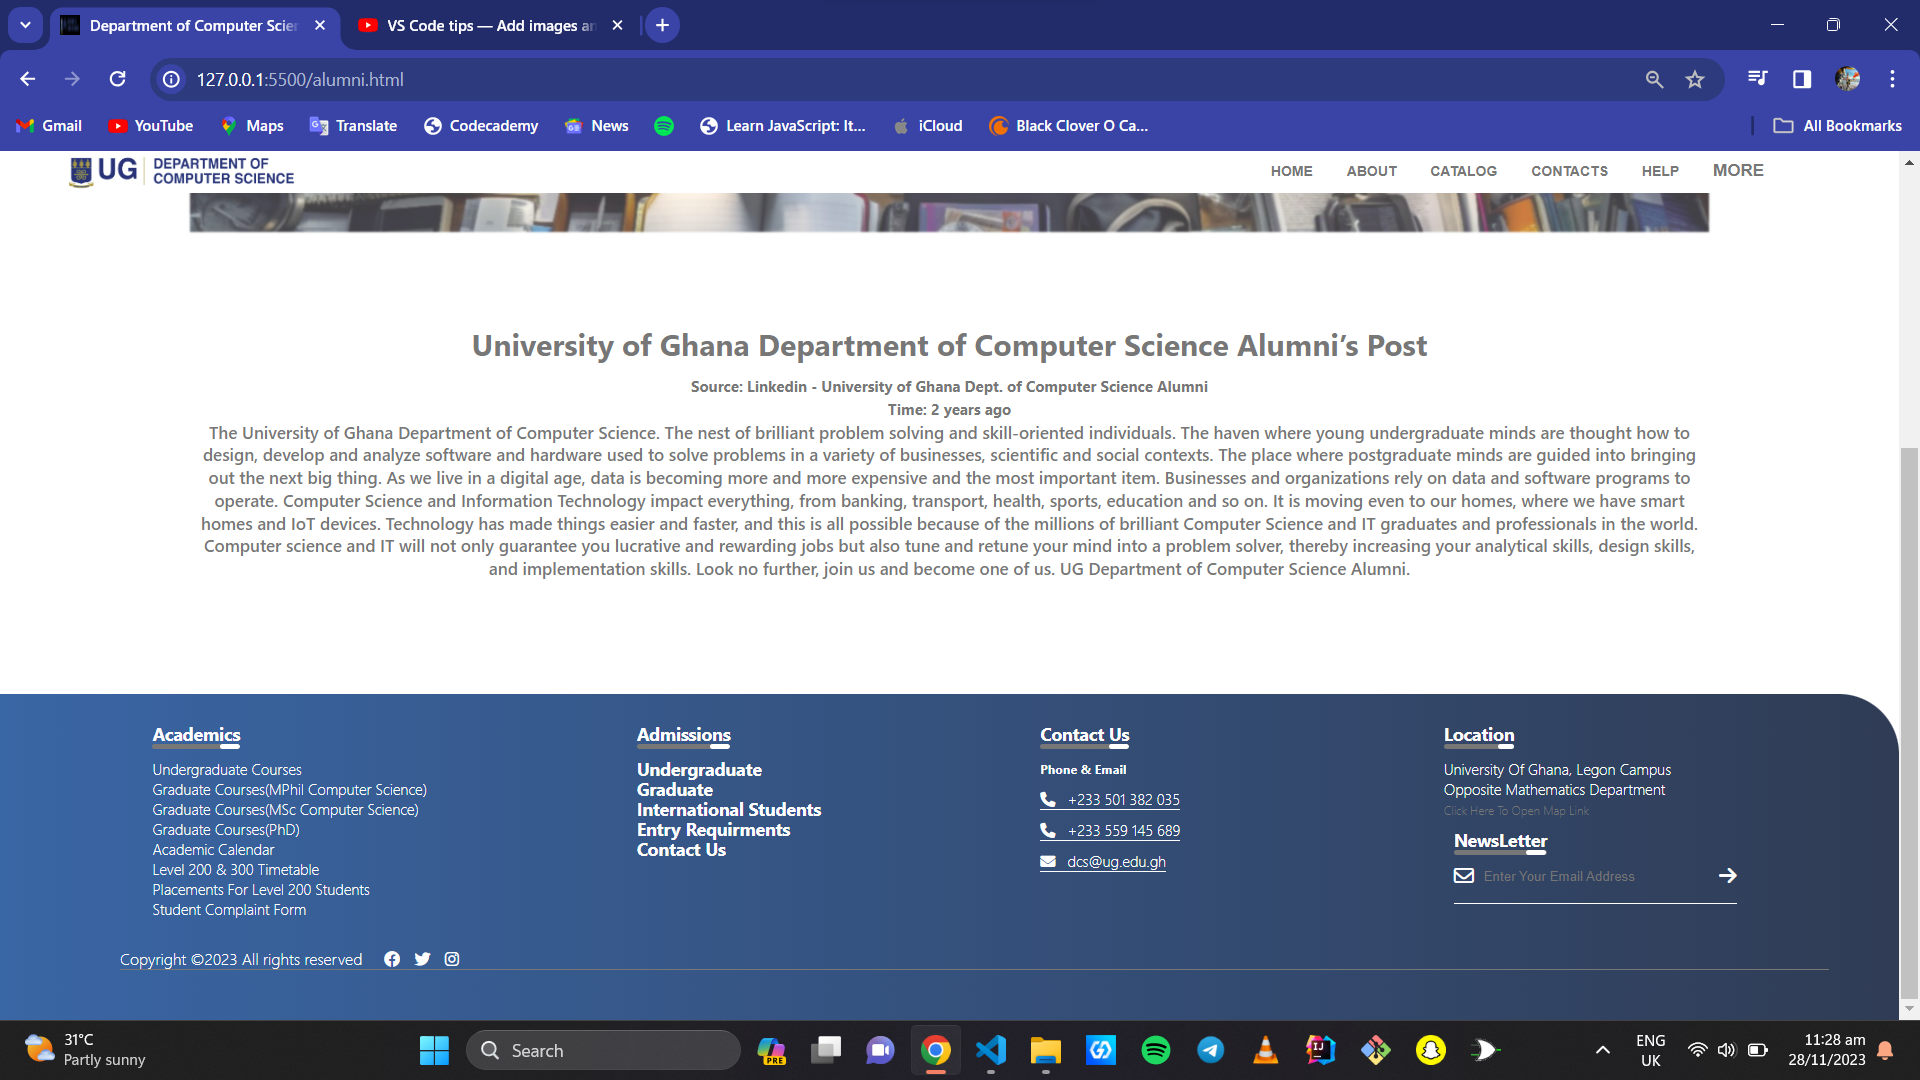 Department of Computer Scien
VS Code tips — Add images an
127.0.0.1:5500/alumni.html
Gmail
YouTube
Maps
Translate
Codecademy
News
Learn JavaScript: It...
iCloud
Black Clover O Ca...
All Bookmarks
UG DEPARTMENT OF
COMPUTER SCIENCE
HOME
ABOUT
CATALOG
CONTACTS
HELP
MORE
University of Ghana Department of Computer Science Alumni’s Post
Source: Linkedin - University of Ghana Dept. of Computer Science Alumni
Time: 2 years ago
The University of Ghana Department of Computer Science. The nest of brilliant problem solving and skill-oriented individuals. The haven where young undergraduate minds are thought how to
design, develop and analyze software and hardware used to solve problems in a variety of businesses, scientific and social contexts. The place where postgraduate minds are guided into bringing
out the next big thing. As we live in a digital age, data is becoming more and more expensive and the most important item. Businesses and organizations rely on data and software programs to
operate. Computer Science and Information Technology impact everything, from banking, transport, health, sports, education and so on. It is moving even to our homes, where we have smart
homes and IoT devices. Technology has made things easier and faster, and this is all possible because of the millions of brilliant Computer Science and IT graduates and professionals in the world.
Computer science and IT will not only guarantee you lucrative and rewarding jobs but also tune and retune your mind into a problem solver, thereby increasing your analytical skills, design skills,
and implementation skills. Look no further, join us and become one of us. UG Department of Computer Science Alumni.
Academics
Undergraduate Courses
Graduate Courses(MPhil Computer Science)
Graduate Courses(MSc Computer Science)
Graduate Courses(PhD)
Academic Calendar
Level 200 & 300 Timetable
Placements For Level 200 Students
Student Complaint Form
Admissions
Undergraduate
Graduate
International Students
Entry Requirments
Contact Us
Contact Us
Phone & Email
+233 501 382 035
+233 559 145 689
dcs@ug.edu.gh
Location
University Of Ghana, Legon Campus
Opposite Mathematics Department
Click Here To Open Map Link
NewsLetter
Enter Your Email Address
Copyright ©2023 All rights reserved
31°C
Partly sunny
Search
PRE
ENG
UK
11:28 am
28/11/2023